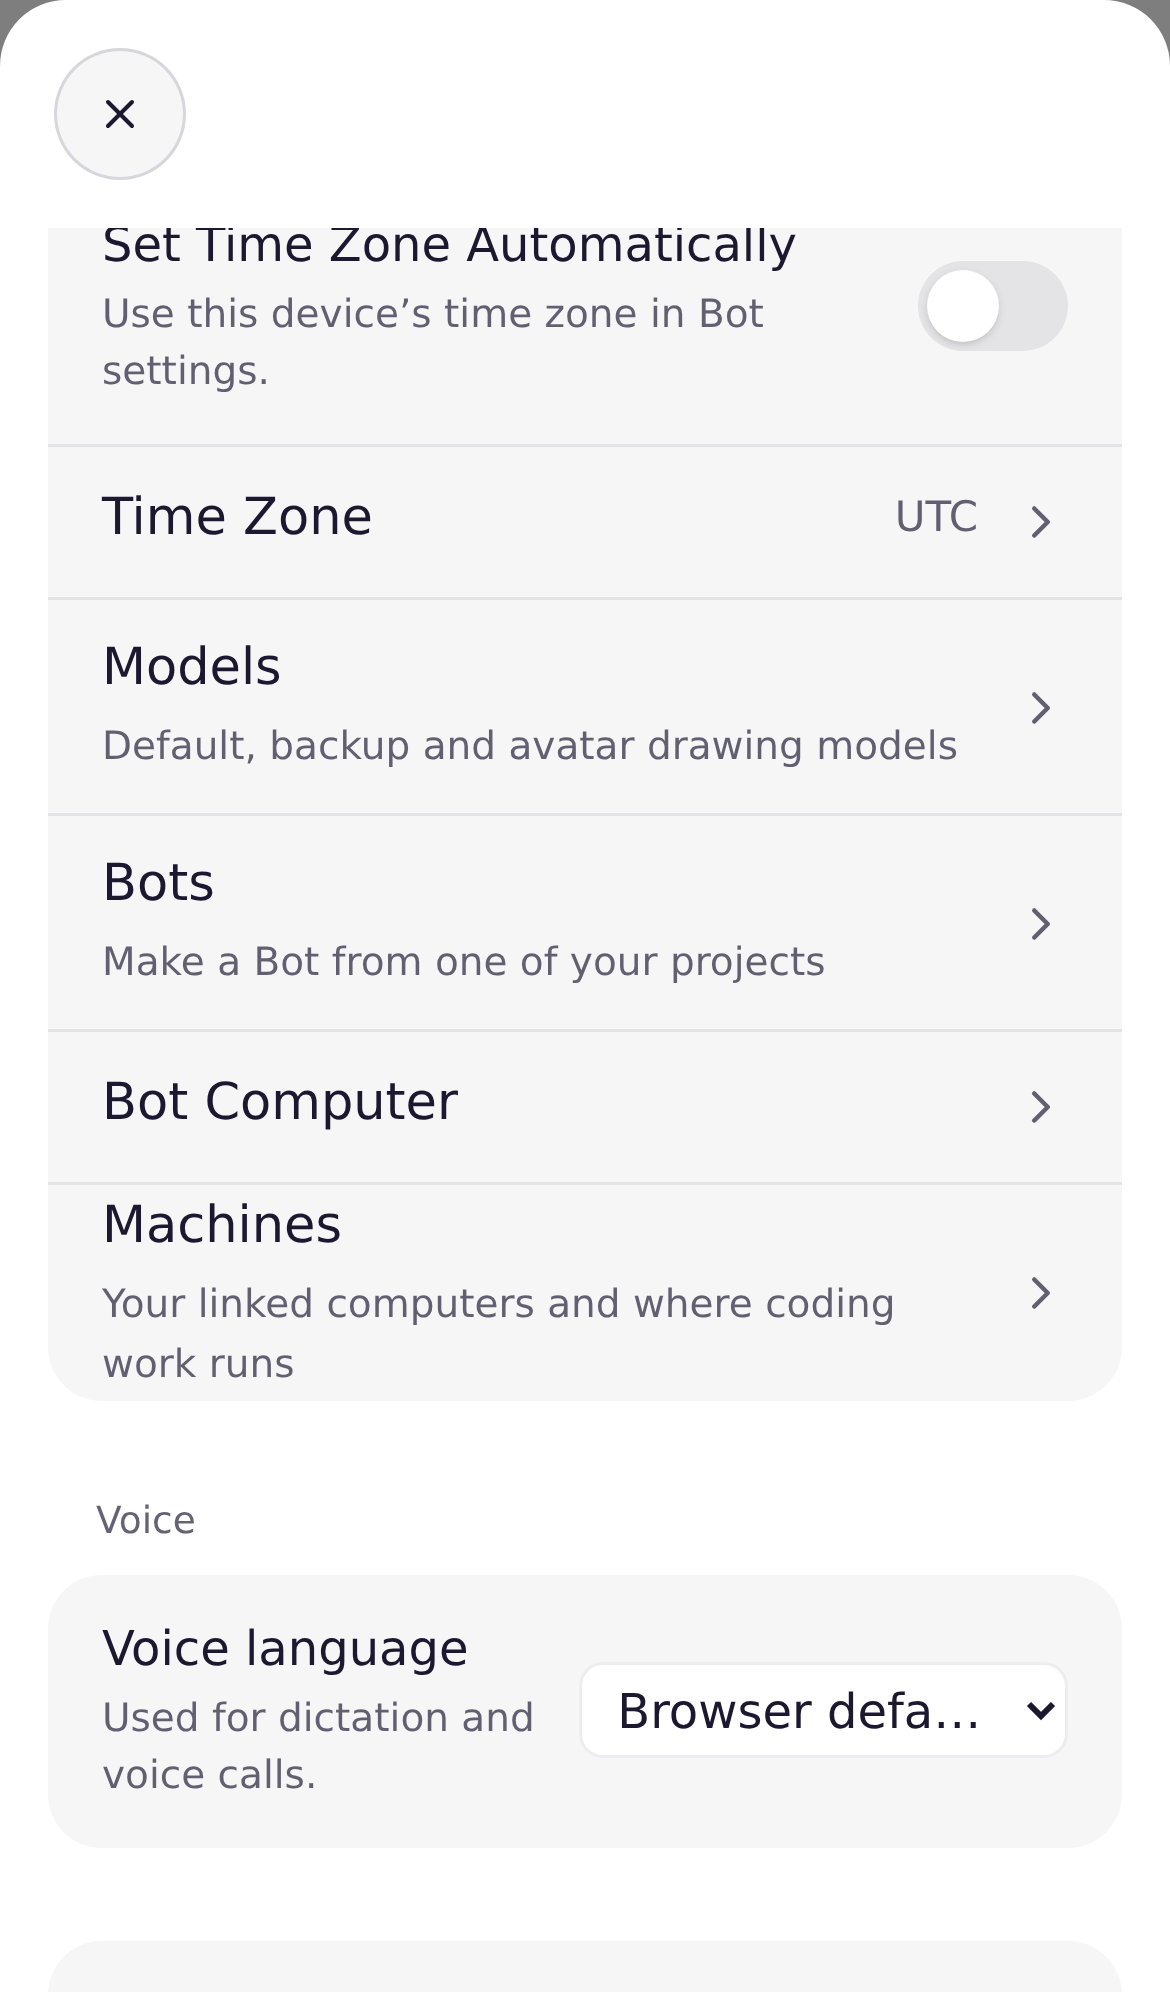 Set Time Zone Automatically
Use this device’s time zone in Bot
settings.
Time Zone
UTC
Models
Default, backup and avatar drawing models
Bots
Make a Bot from one of your projects
Bot Computer
Machines
Your linked computers and where coding
work runs
Voice
Voice language
Used for dictation and
voice calls.
Browser defa...